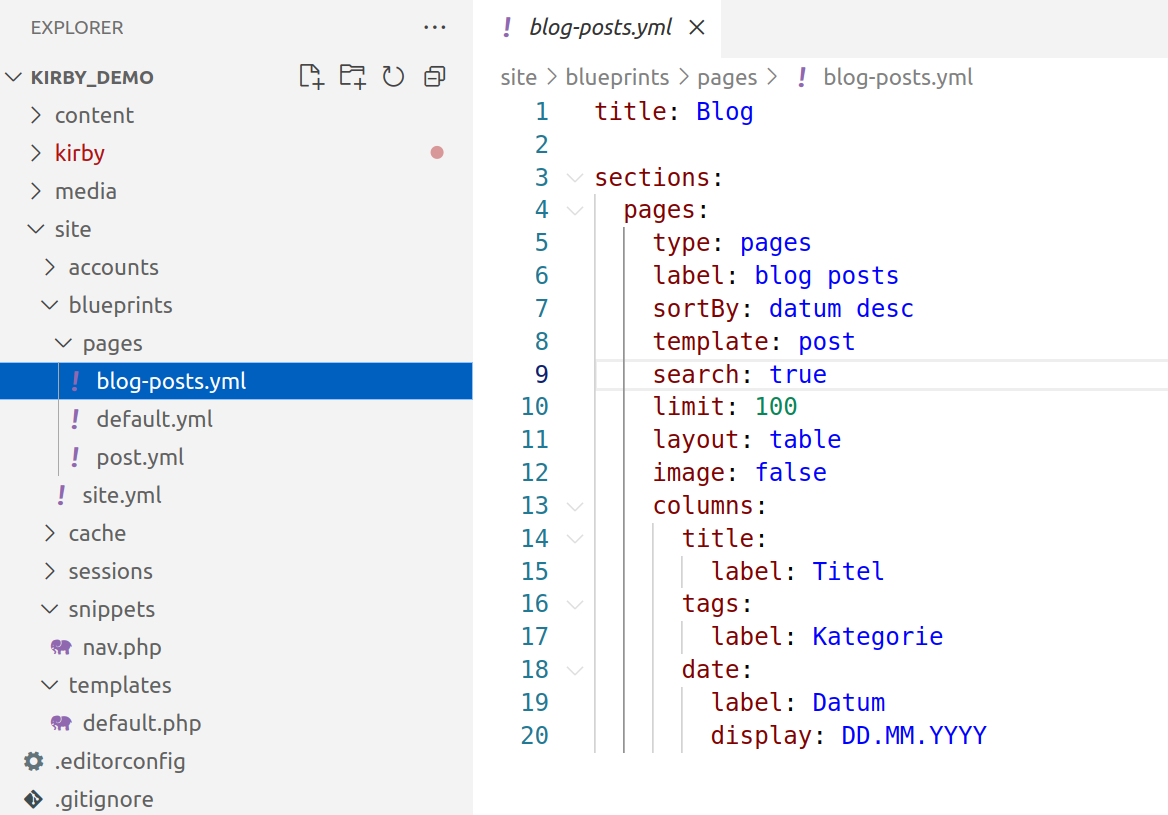 EXPLORER
KIRBY_DEMO
content
kirby
media
site
accounts
blueprints
pages
! blog-posts.yml
! default.yml
! post.yml
! site.yml
cache
sessions
snippets
nav.php
templates
default.php
.editorconfig
.gitignore
! blog-posts.yml
site > blueprints > pages > ! blog-posts.yml
1 title: Blog
2
3 sections:
4 pages:
5 type: pages
6 label: blog posts
7 sortBy: datum desc
8 template: post
9 search: true
10 limit: 100
11 layout: table
12 image: false
13 columns:
14 title:
15 label: Titel
16 tags:
17 label: Kategorie
18 date:
19 label: Datum
20 display: DD.MM.YYYY